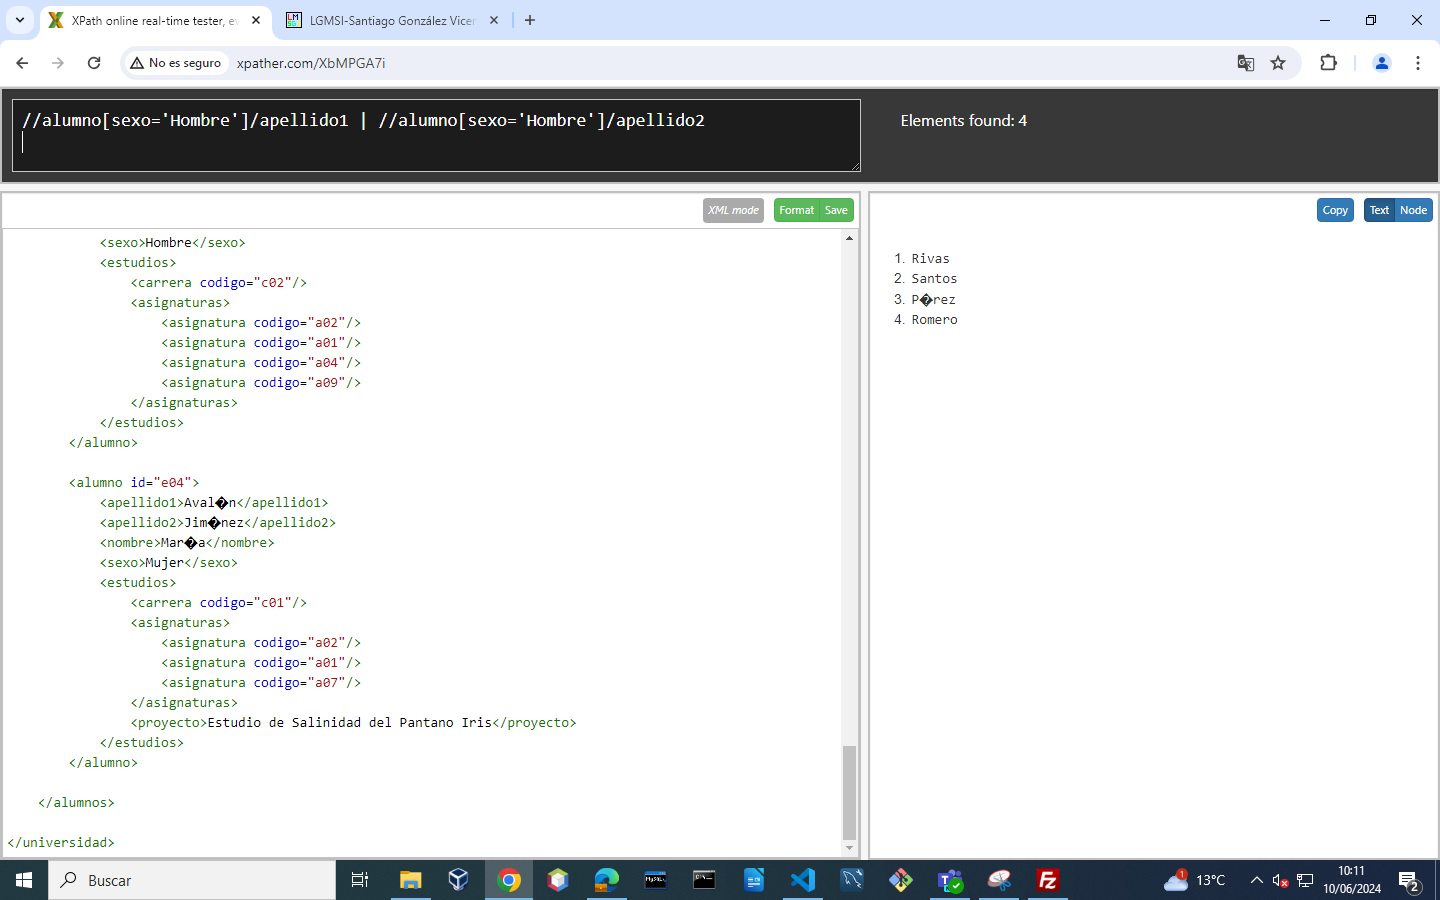 XPath online real-time tester, ev
LGMSI-Santiago González Vicen
No es seguro
xpather.com/XbMPGA7i
//alumno[sexo='Hombre']/apellido1 | //alumno[sexo='Hombre']/apellido2
Elements found: 4
XML mode
Format
Save
Copy
Text
Node
<sexo>Hombre</sexo>
<estudios>
<carrera codigo="c02"/>
<asignaturas>
<asignatura codigo="a02"/>
<asignatura codigo="a01"/>
<asignatura codigo="a04"/>
<asignatura codigo="a09"/>
</asignaturas>
</estudios>
</alumno>
<alumno id="e04">
<apellido1>Aval�n</apellido1>
<apellido2>Jim�nez</apellido2>
<nombre>Mar�a</nombre>
<sexo>Mujer</sexo>
<estudios>
<carrera codigo="c01"/>
<asignaturas>
<asignatura codigo="a02"/>
<asignatura codigo="a01"/>
<asignatura codigo="a07"/>
</asignaturas>
<proyecto>Estudio de Salinidad del Pantano Iris</proyecto>
</estudios>
</alumno>
</alumnos>
</universidad>
1. Rivas
2. Santos
3. P�rez
4. Romero
Buscar
1
13°C
10:11
10/06/2024
2